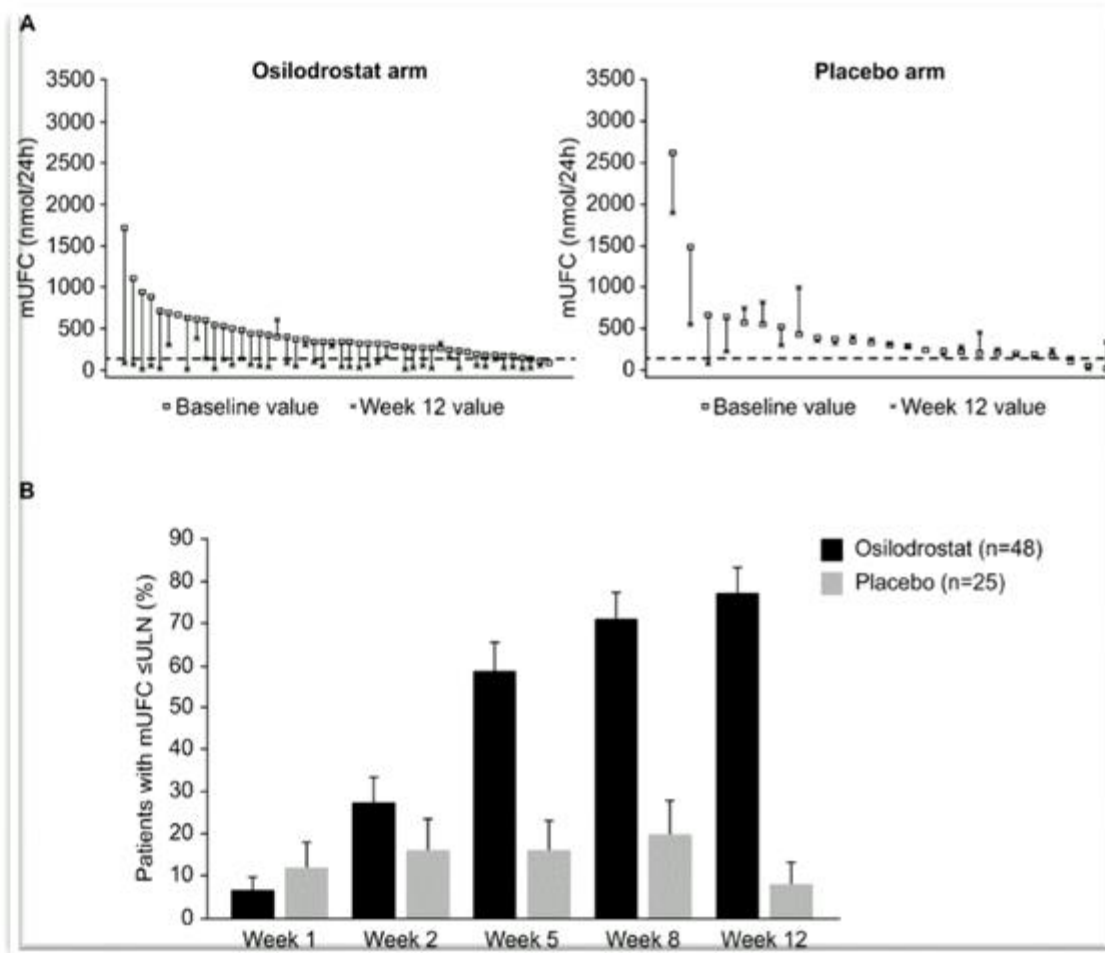 A
Osilodrostat arm
mUFC (nmol/24h)
3500
3000
2500
2000
1500
1000
500
0
Baseline value
Week 12 value
Placebo arm
mUFC (nmol/24h)
3500
3000
2500
2000
1500
1000
500
0
Baseline value
Week 12 value
B
Patients with mUFC ≤ULN (%)
90
80
70
60
50
40
30
20
10
0
Week 1
Week 2
Week 5
Week 8
Week 12
Osilodrostat (n=48)
Placebo (n=25)